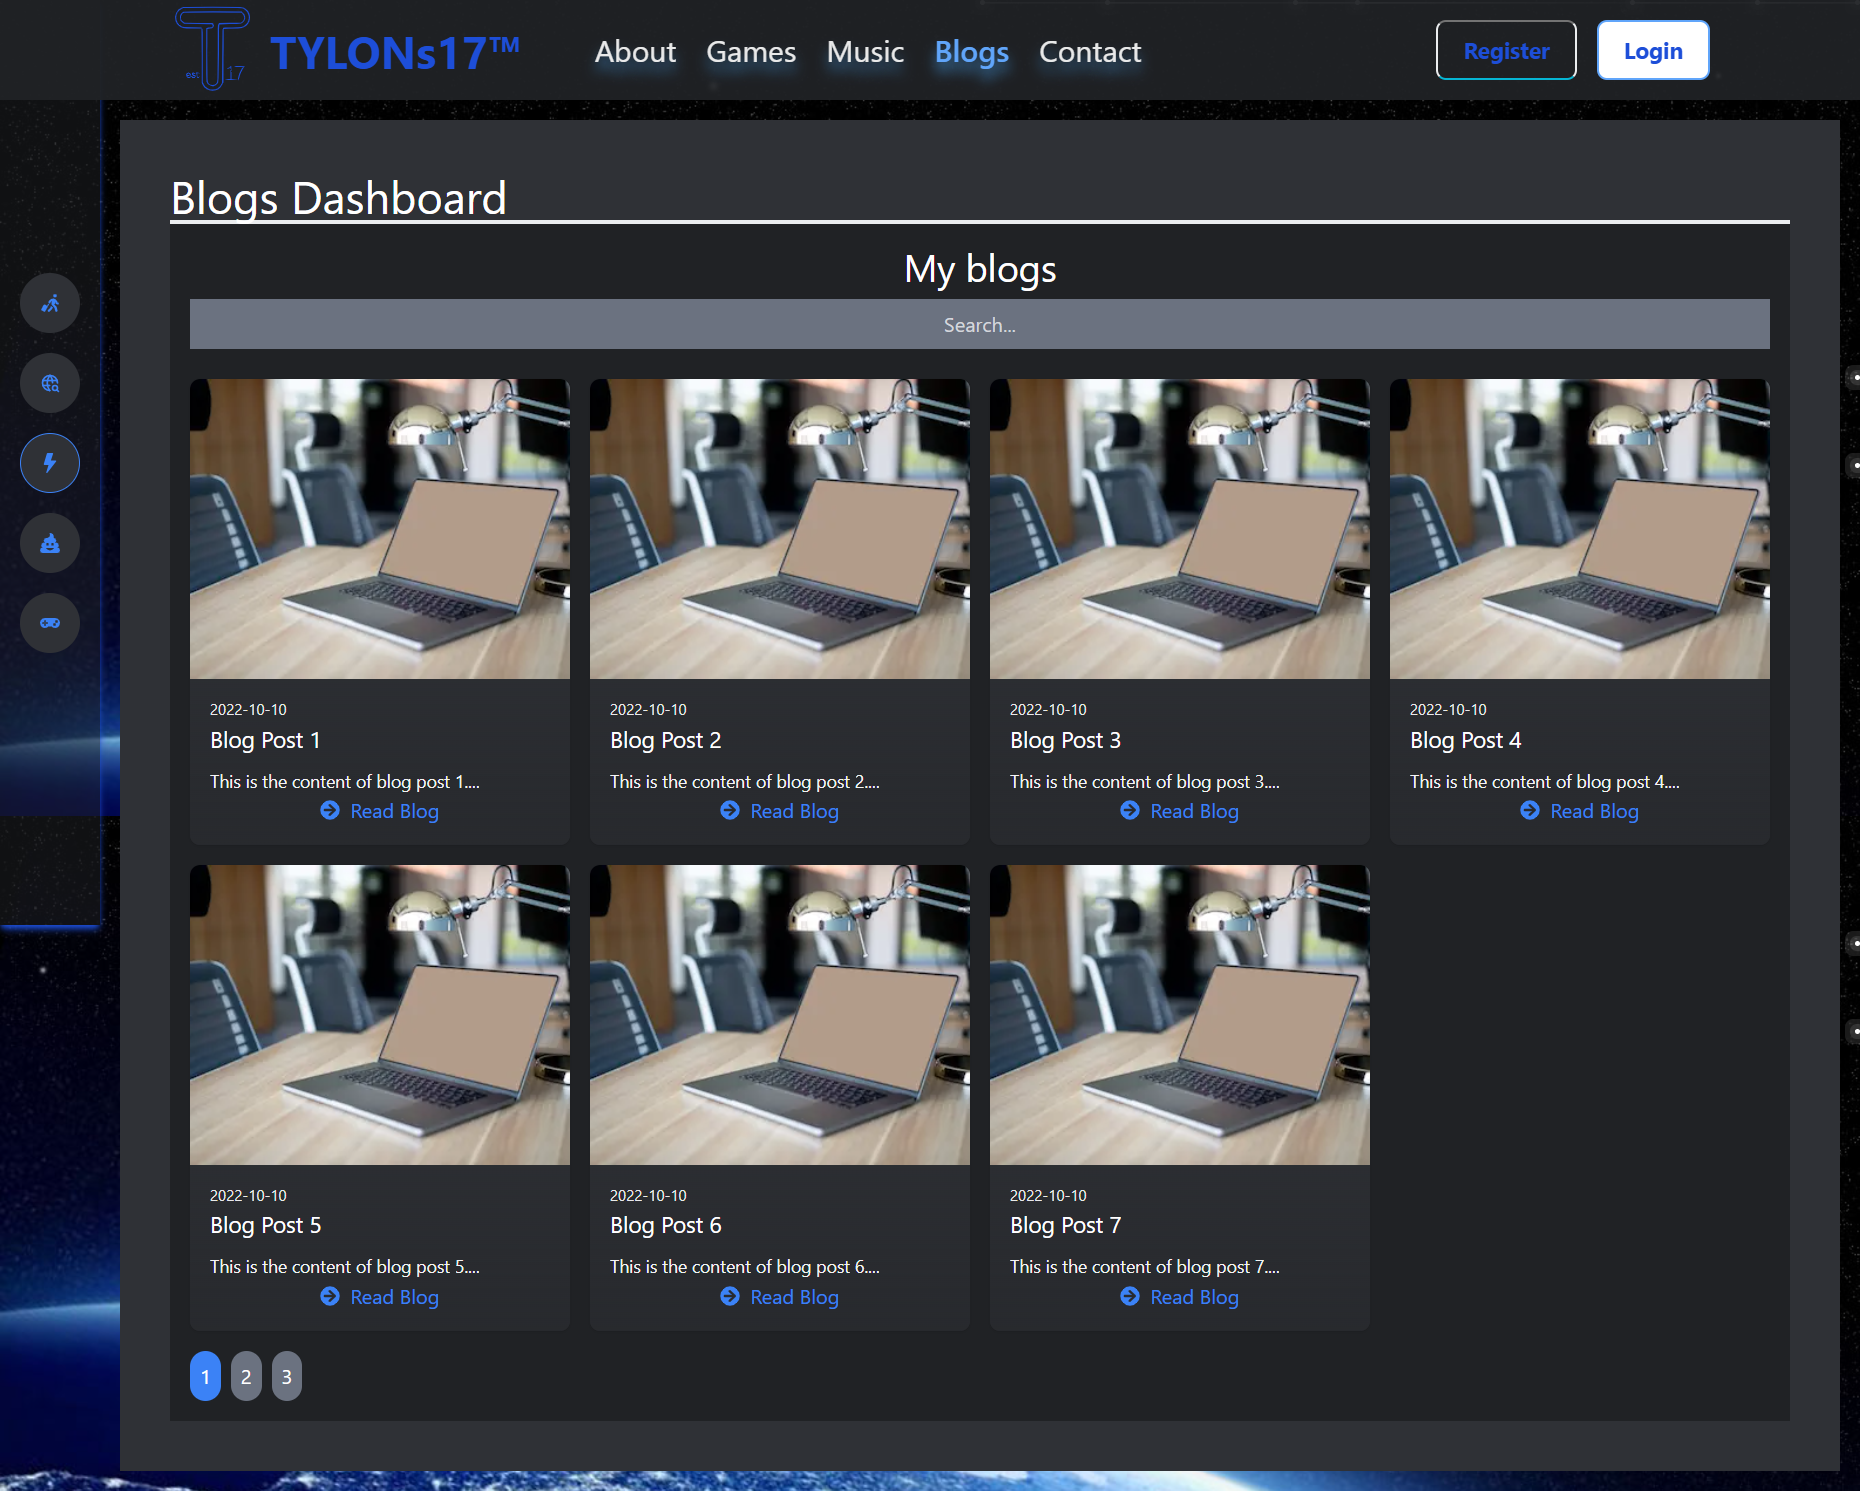 est 17
TYLONs17™
About Games Music Blogs Contact
Register Login
Blogs Dashboard
My blogs
Search...
2022-10-10 2022-10-10 2022-10-10 2022-10-10
Blog Post 1 Blog Post 2 Blog Post 3 Blog Post 4
This is the content of blog post 1.... This is the content of blog post 2.... This is the content of blog post 3.... This is the content of blog post 4....
Read Blog Read Blog Read Blog Read Blog
2022-10-10 2022-10-10 2022-10-10
Blog Post 5 Blog Post 6 Blog Post 7
This is the content of blog post 5.... This is the content of blog post 6.... This is the content of blog post 7....
Read Blog Read Blog Read Blog
1 2 3